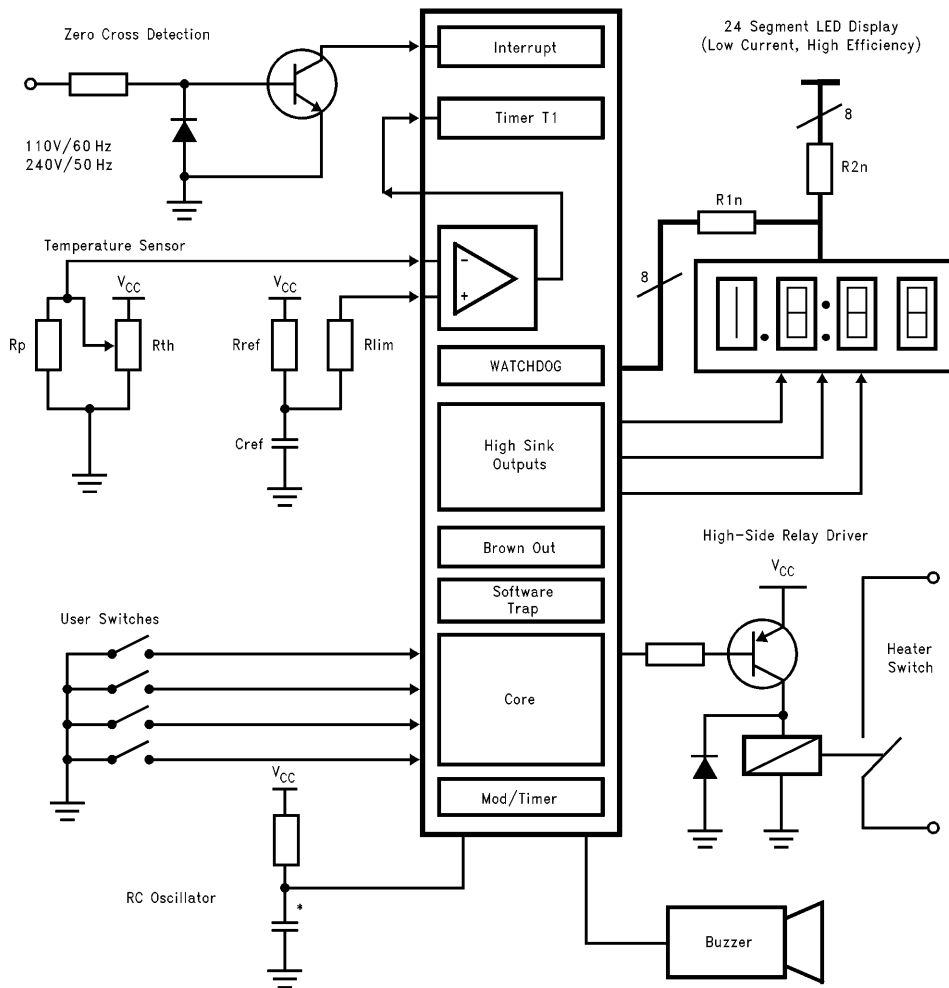 Zero Cross Detection
110V/60 Hz
240V/50 Hz
Interrupt
Timer T1
24 Segment LED Display
(Low Current, High Efficiency)
8
R2n
R1n
8
Temperature Sensor
VCC
Rp
Rth
VCC
Rref
Rlim
Cref
-
+
WATCHDOG
High Sink
Outputs
Brown Out
Software
Trap
Core
Mod/Timer
User Switches
High-Side Relay Driver
VCC
Heater
Switch
VCC
RC Oscillator
*
Buzzer